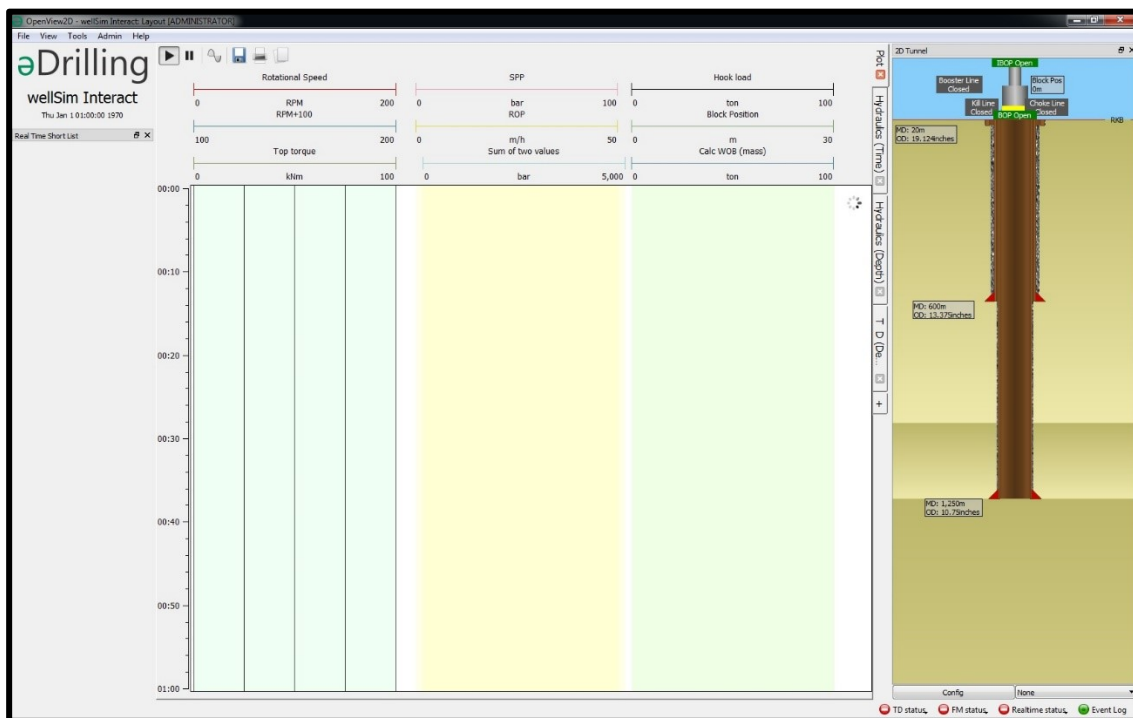 OpenView2D - wellSim Interact: Layout [ADMINISTRATOR]
File View Tools Admin Help
əDrilling
wellSim Interact
Thu Jan 1 01:00:00 1970
Real Time Short List
Rotational Speed SPP Hook load
0 RPM 200 0 bar 100 0 ton 100
RPM+100 ROP Block Position
100 200 0 m/h 50 0 m 30
Top torque Sum of two values Calc WOB (mass)
0 kNm 100 0 bar 5,000 0 ton 100
00:00
00:10
00:20
00:30
00:40
00:50
01:00
Plot
Hydraulics (Time)
Hydraulics (Depth)
T D (De...
+
2D Tunnel
IBOP Open
Booster Line
Closed
Block Pos
0m
Kill Line
Closed
Choke Line
Closed
BOP Open
RKB
MD: 20m
OD: 19.124inches
MD: 600m
OD: 13.375inches
MD: 1,250m
OD: 10.75inches
Config None
TD status Fm status Realtime status Event Log